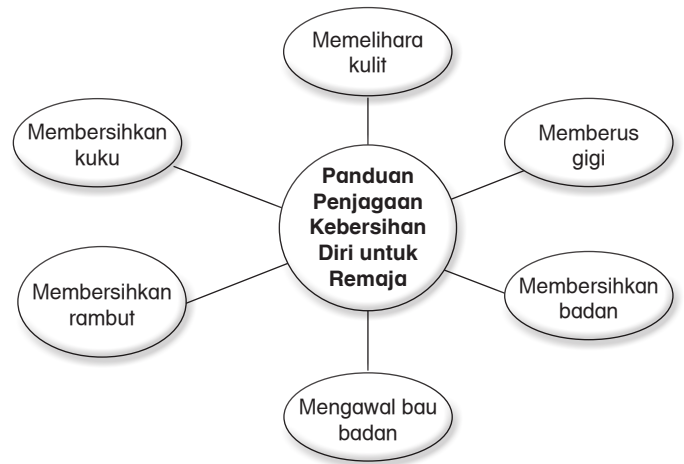 Memelihara
kulit
Membersihkan
kuku
Memberus
gigi
Panduan
Penjagaan
Kebersihan
Diri untuk
Remaja
Membersihkan
rambut
Membersihkan
badan
Mengawal bau
badan